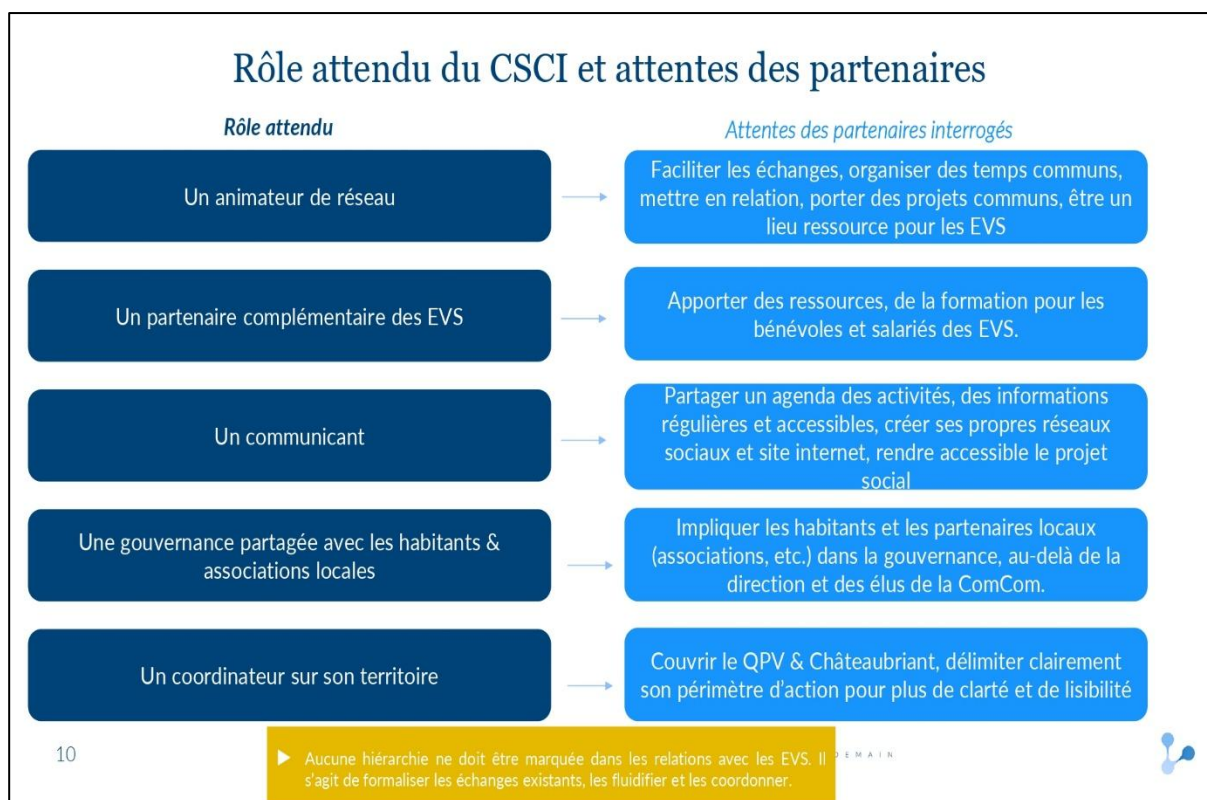 Rôle attendu du CSCI et attentes des partenaires
Rôle attendu
Attentes des partenaires interrogés
Un animateur de réseau
Faciliter les échanges, organiser des temps communs,
mettre en relation, porter des projets communs, être un
lieu ressource pour les EVS
Un partenaire complémentaire des EVS
Apporter des ressources, de la formation pour les
bénévoles et salariés des EVS.
Un communicant
Partager un agenda des activités, des informations
régulières et accessibles, créer ses propres réseaux
sociaux et site internet, rendre accessible le projet
social
Une gouvernance partagée avec les habitants &
associations locales
Impliquer les habitants et les partenaires locaux
(associations, etc.) dans la gouvernance, au-delà de la
direction et des élus de la ComCom.
Un coordinateur sur son territoire
Couvrir le QPV & Châteaubriant, délimiter clairement
son périmètre d'action pour plus de clarté et de lisibilité
10
Aucune hiérarchie ne doit être marquée dans les relations avec les EVS. Il
s'agit de formaliser les échanges existants, les fluidifier et les coordonner.
DEMAIN